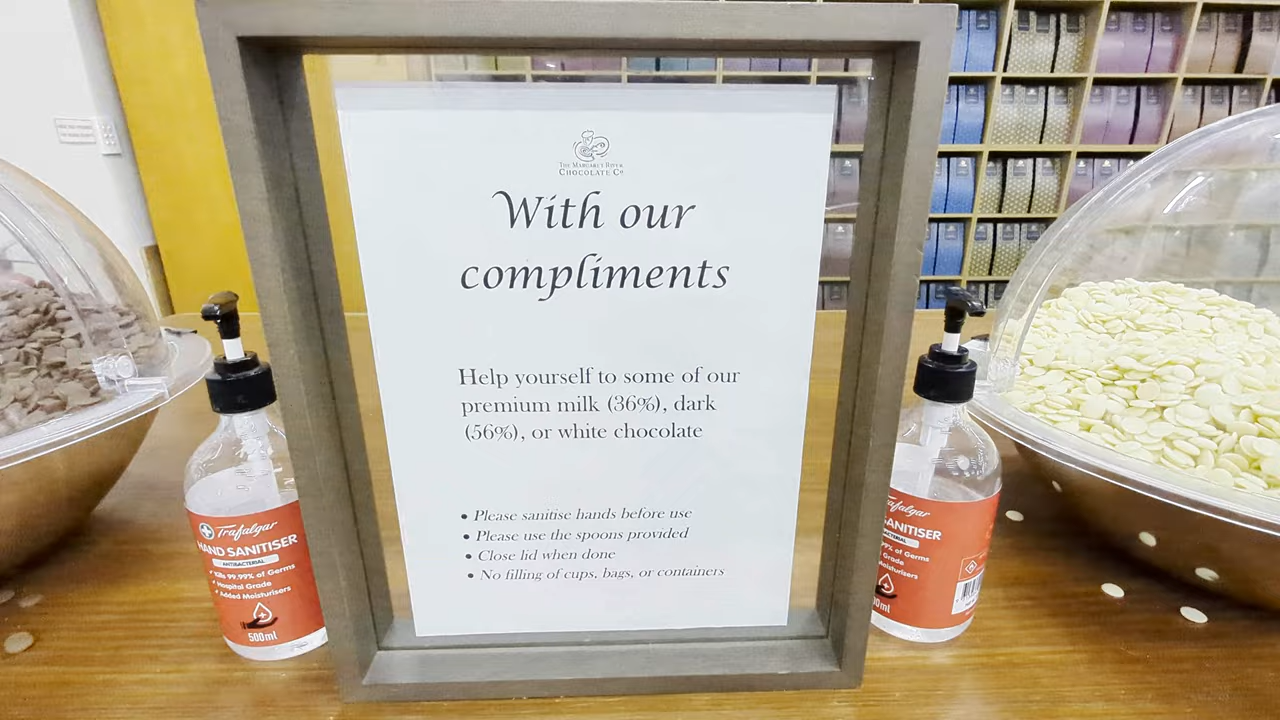 THE MARGARET RIVER
CHOCOLATE CO
With our
compliments
Help yourself to some of our
premium milk (36%), dark
(56%), or white chocolate
• Please sanitise hands before use
• Please use the spoons provided
• Close lid when done
• No filling of cups, bags, or containers
Trafalgar
HAND SANITISER
ANTIBACTERIAL
Kills 99.99% of Germs
Hospital Grade
Added Moisturisers
500ml
Trafalgar
SANITISER
99% of Germs
Grade
Moisturisers